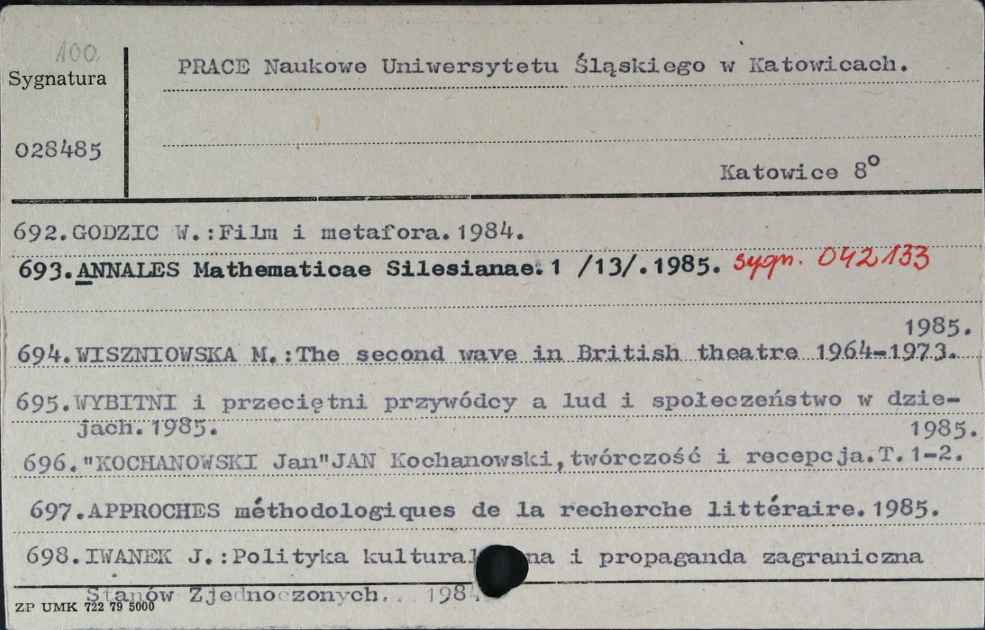 100
Sygnatura
PRACE Naukowe Uniwersytetu Śląskiego w Katowicach.
028485
Katowice 8°
692.GODZIC W.:Film i metafora.1984.
693.ANNALES Mathematicae Silesianae.1 /13/.1985. sygn. 042133
1985.
694.WISZNIOWSKA M.:The second wave in British theatre 1964-1973.
695.WYBITNI i przeciętni przywódcy a lud i społeczeństwo w dzie-
jach.1985.
1985.
696."KOCHANOWSKI Jan"JAN Kochanowski,twórczość i recepcja.T.1-2.
697.APPROCHES méthodologiques de la recherche littéraire.1985.
698.IWANEK J.:Polityka kultural na i propaganda zagraniczna
Stanów Zjednoczonych. 198
ZP UMK 722 79 5000